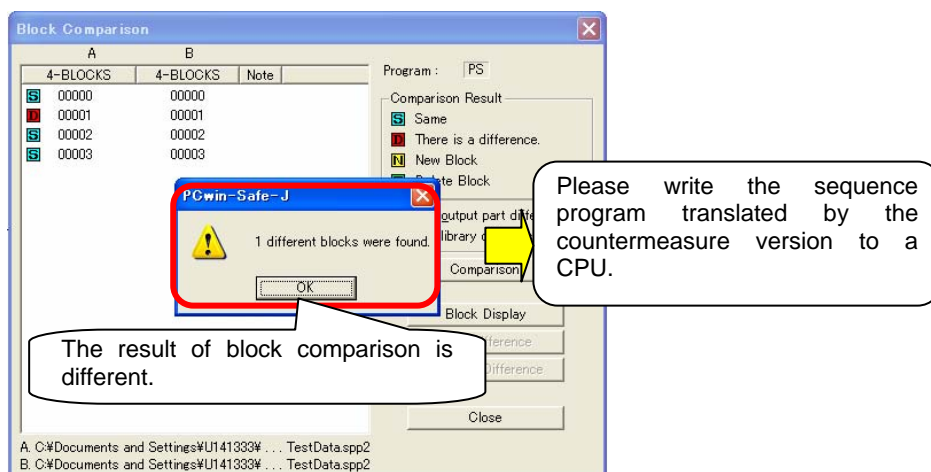 Block Comparison
A B
4-BLOCKS 4-BLOCKS Note
S 00000 00000
D 00001 00001
S 00002 00002
S 00003 00003
Program : PS
Comparison Result
S Same
D There is a difference.
N New Block
Block
PCwin-Safe-J
1 different blocks were found.
OK
output part
library
Comparison
Block Display
Difference
Close
Please write the sequence
program translated by the
countermeasure version to a
CPU.
The result of block comparison is
different.
A. C:¥Documents and Settings¥U141333¥ . . . TestData.spp2
B. C:¥Documents and Settings¥U141333¥ . . . TestData.spp2